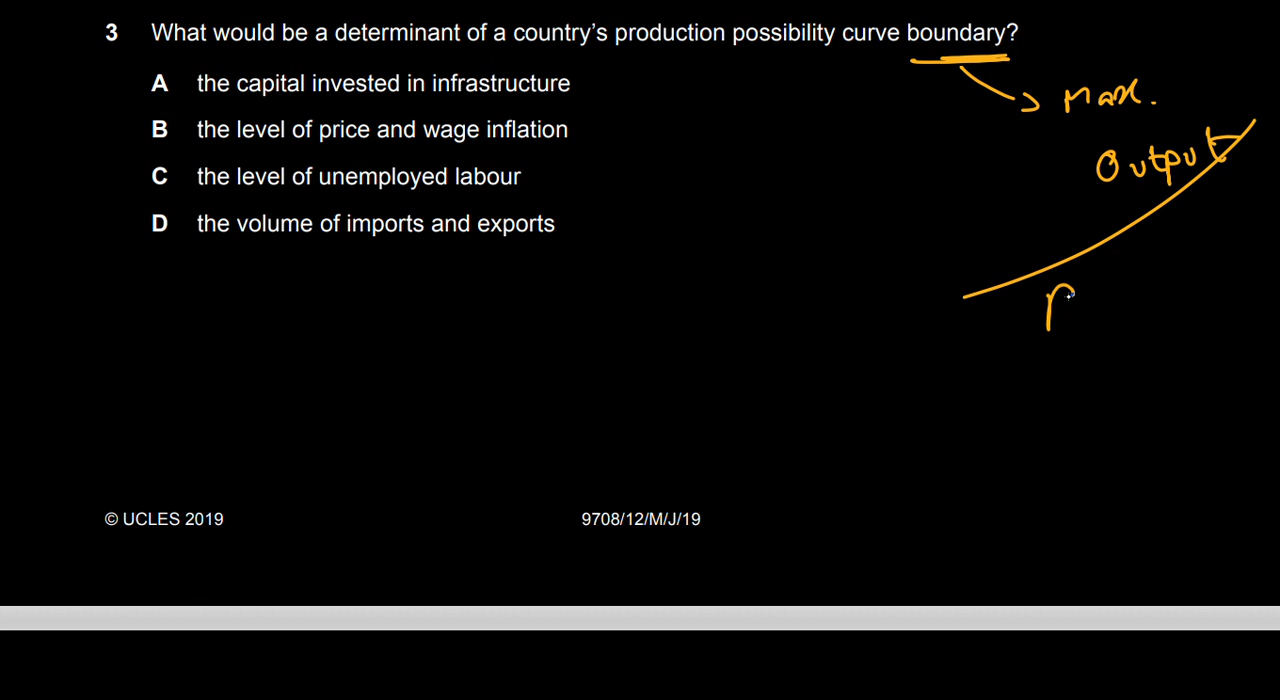 3 What would be a determinant of a country's production possibility curve boundary?
A the capital invested in infrastructure
B the level of price and wage inflation
C the level of unemployed labour
D the volume of imports and exports
Max.
Output
© UCLES 2019 9708/12/M/J/19